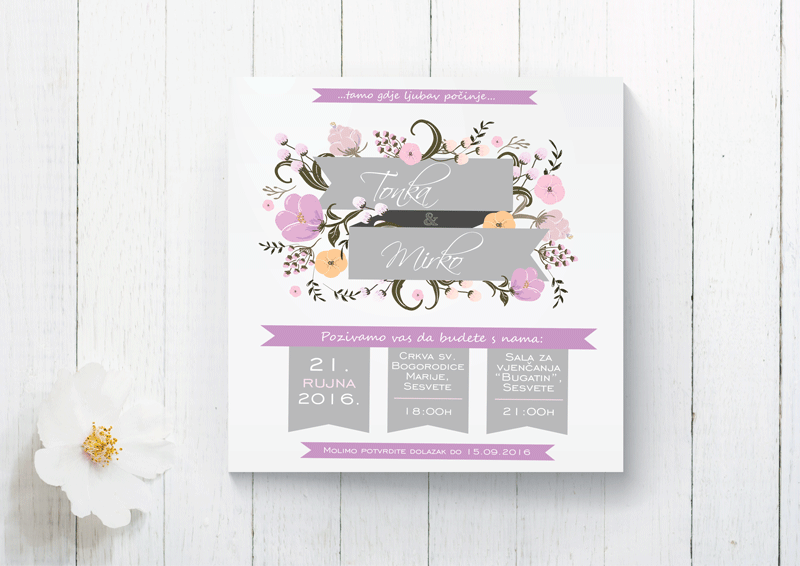 ...tamo gdje ljubav počinje...
Tonka
&
Mirko
Pozivamo vas da budete s nama:
21.
RUJNA
2016.
CRKVA SV.
BOGORODICE
MARIJE,
SESVETE
18:00H
SALA ZA
VJENČANJA
"BUGATIN",
SESVETE
21:00H
MOLIMO POTVRDITE DOLAZAK DO 15.09.2016